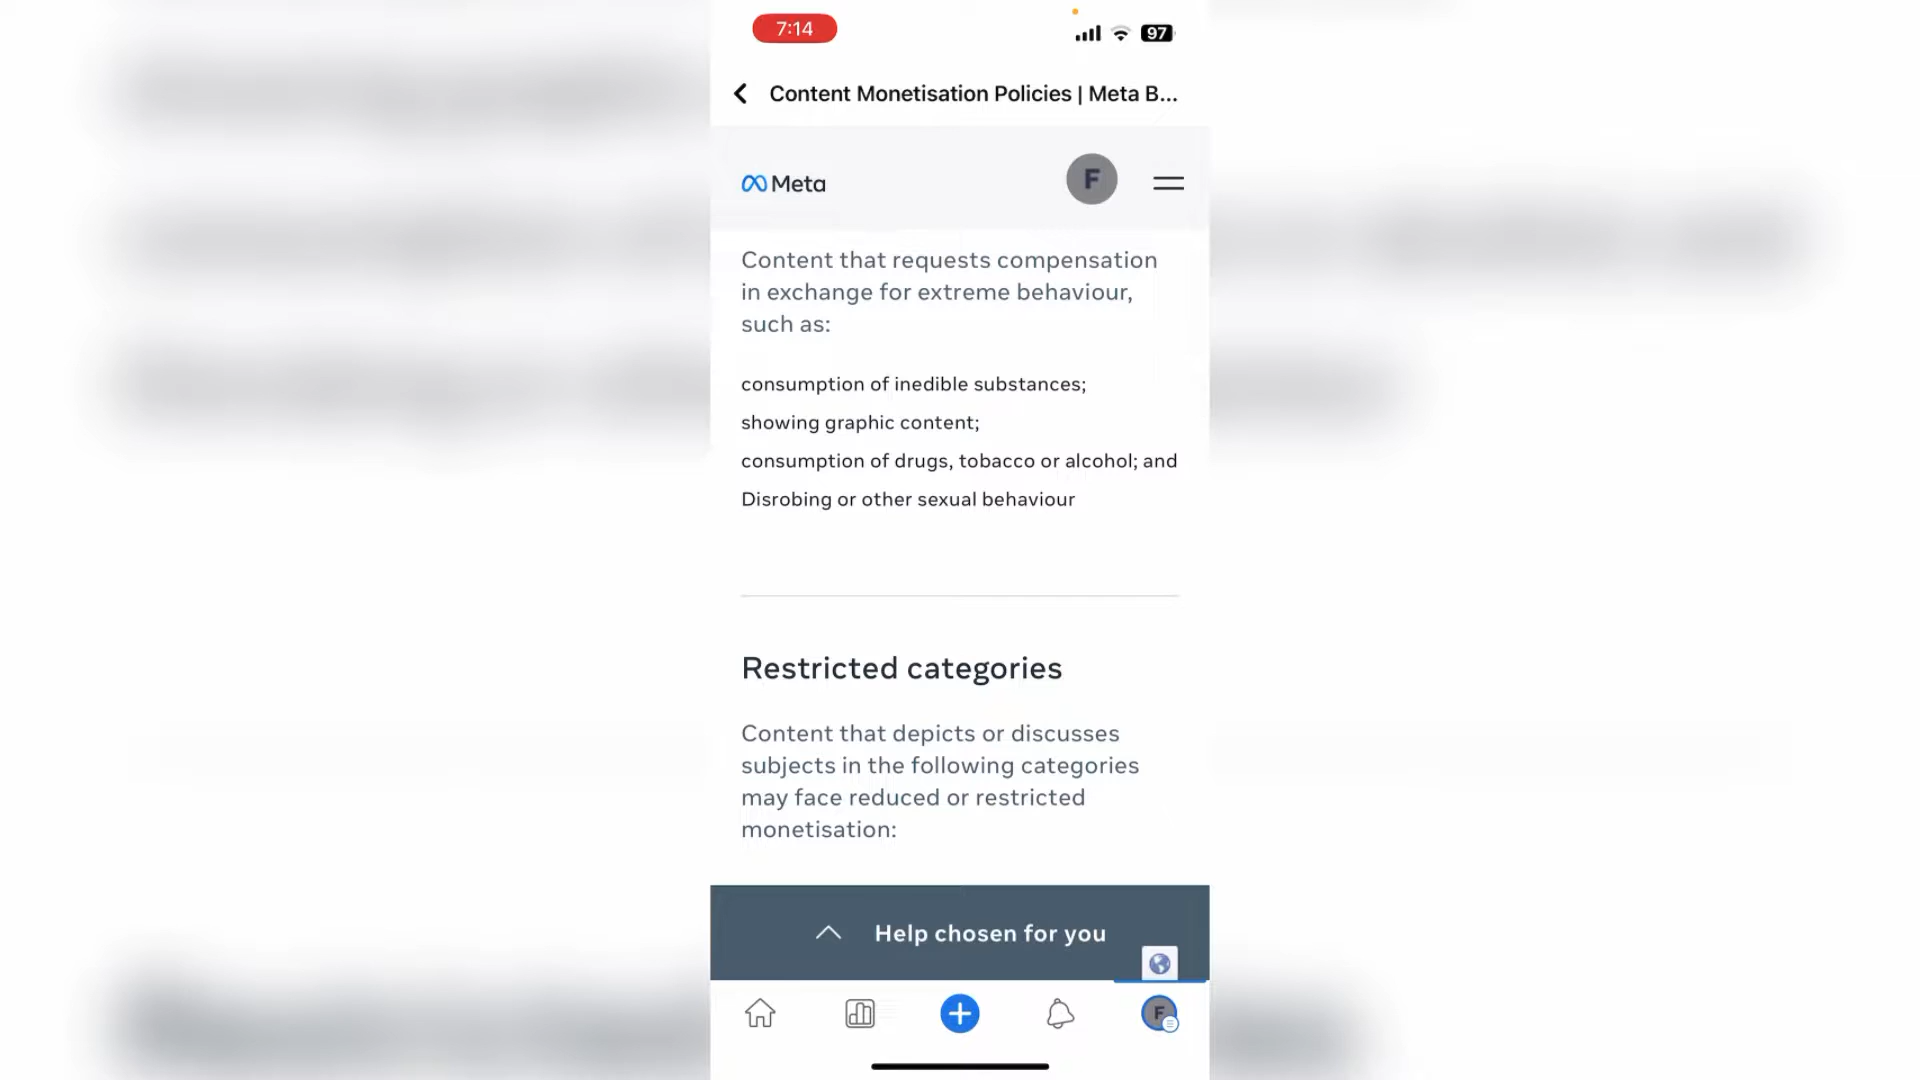 7:14
97
Content Monetisation Policies | Meta B...
Meta
F
Content that requests compensation
in exchange for extreme behaviour,
such as:
consumption of inedible substances;
showing graphic content;
consumption of drugs, tobacco or alcohol; and
Disrobing or other sexual behaviour
Restricted categories
Content that depicts or discusses
subjects in the following categories
may face reduced or restricted
monetisation:
Help chosen for you
F